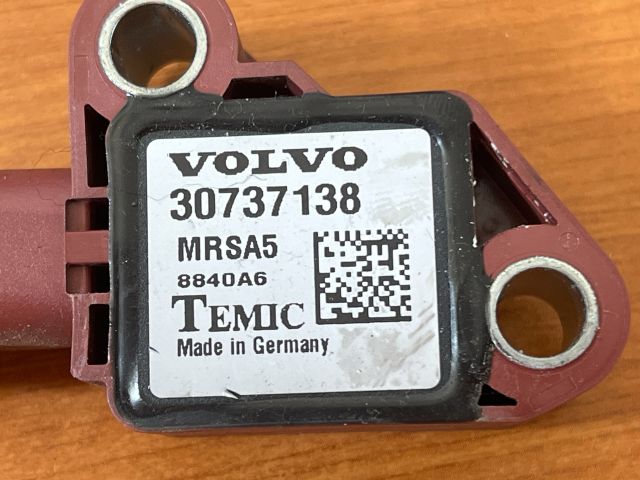 VOLVO
30737138
MRSA5
8840A6
TEMIC
Made in Germany